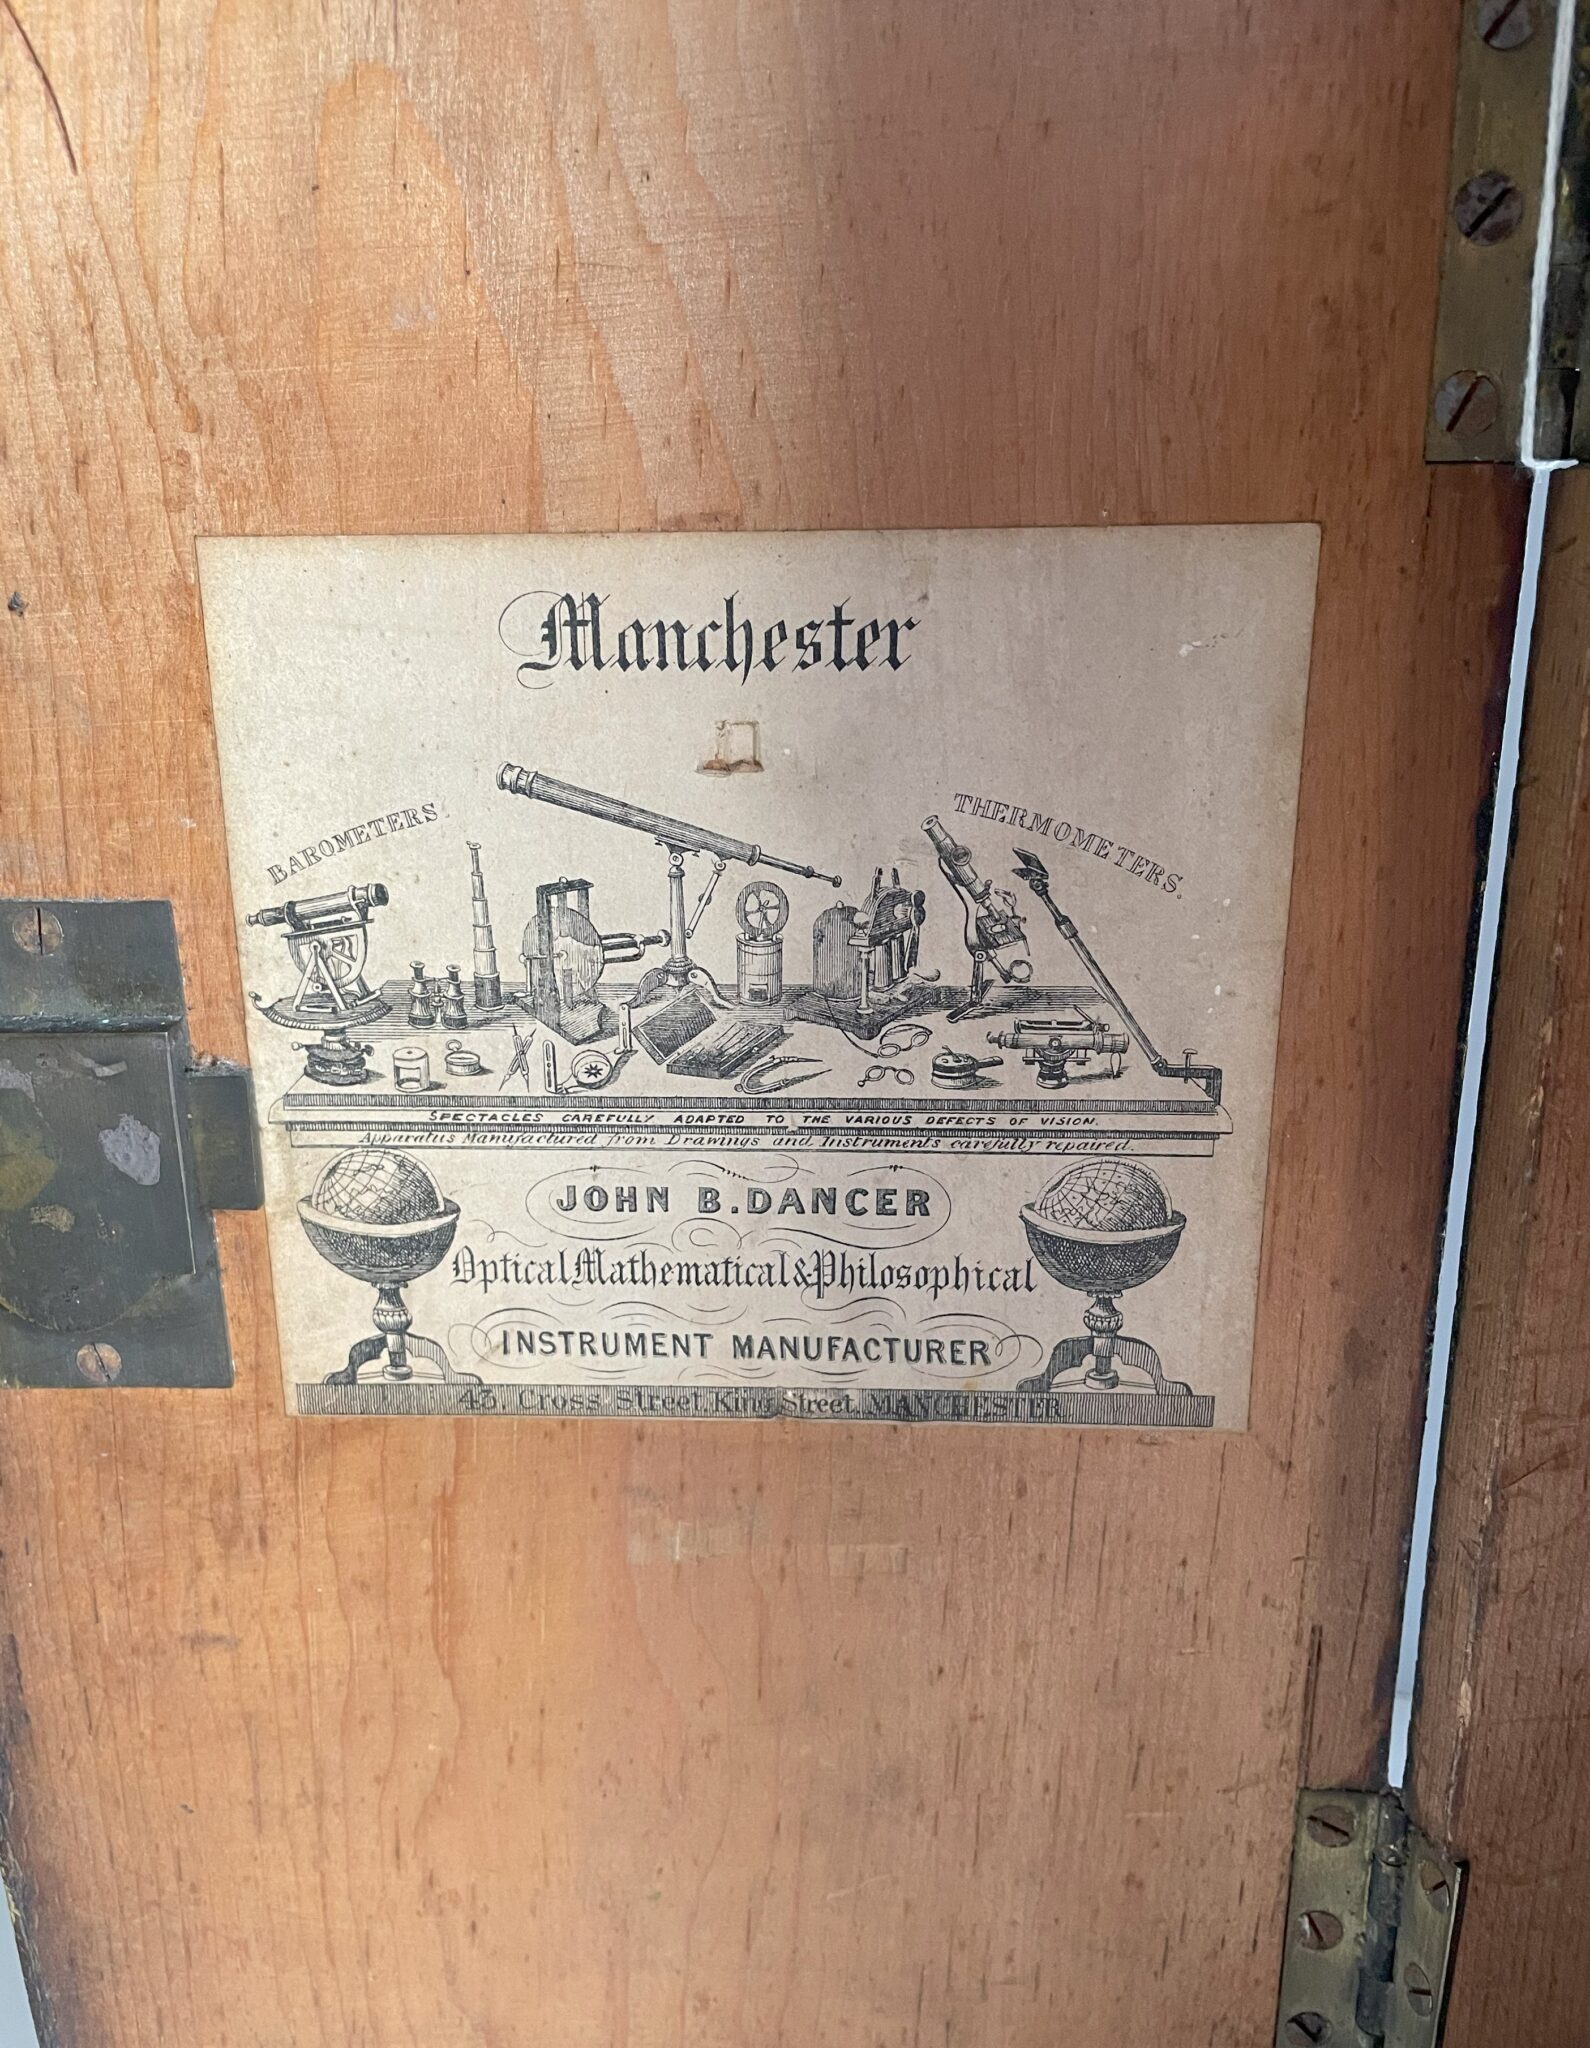 Manchester
BAROMETERS.
THERMOMETERS.
SPECTACLES CAREFULLY ADAPTED TO THE VARIOUS DEFECTS OF VISION.
Apparatus Manufactured from Drawings and Instruments carefully repaired.
JOHN B. DANCER
Optical Mathematical & Philosophical
INSTRUMENT MANUFACTURER
43, Cross Street, King Street, MANCHESTER